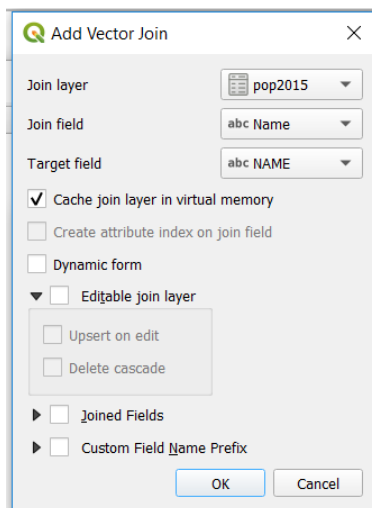 Add Vector Join
Join layer pop2015
Join field abc Name
Target field abc NAME
Cache join layer in virtual memory
Create attribute index on join field
Dynamic form
Editable join layer
Upsert on edit
Delete cascade
Joined Fields
Custom Field Name Prefix
OK Cancel